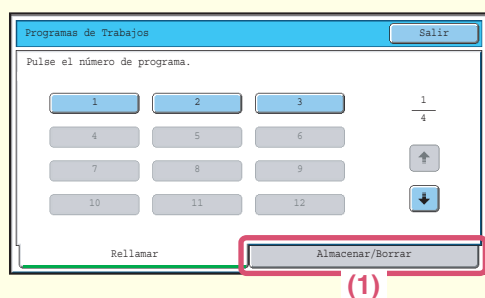 Programas de Trabajos Salir
Pulse el número de programa.
1 2 3 1
4 5 6 4
7 8 9
10 11 12
Rellamar Almacenar/Borrar
(1)